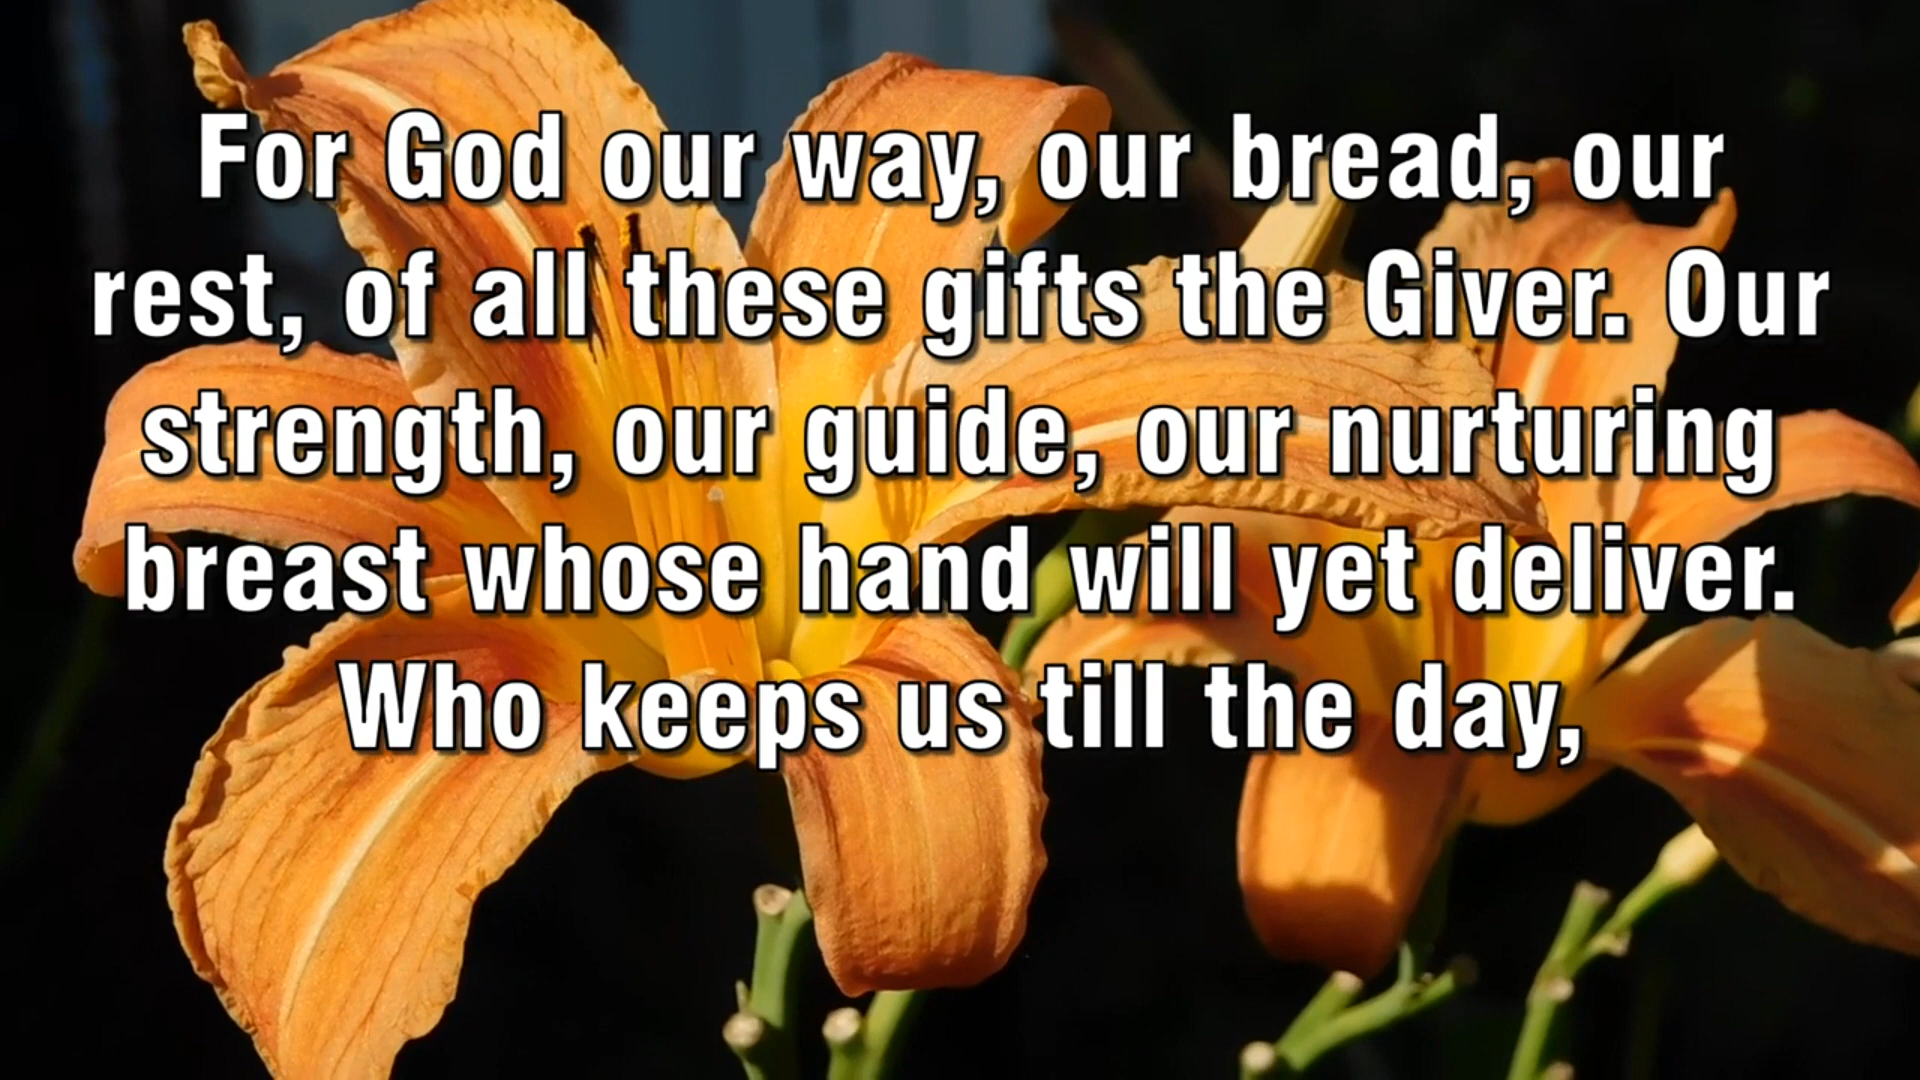 For God our way, our bread, our
rest, of all these gifts the Giver. Our
strength, our guide, our nurturing
breast whose hand will yet deliver.
Who keeps us till the day,